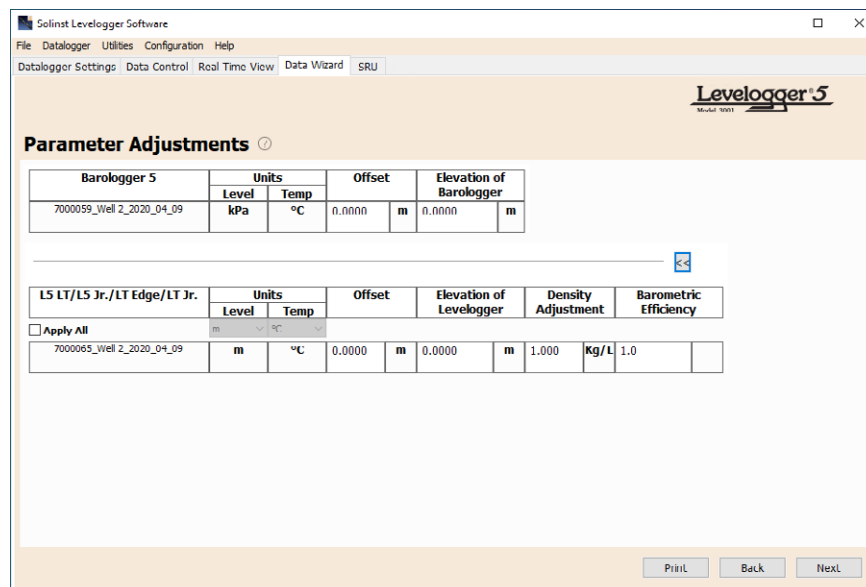 Solinst Levelogger Software
File Datalogger Utilities Configuration Help
Datalogger Settings Data Control Real Time View Data Wizard SRU
Levelogger 5
Model 3001
Parameter Adjustments ?
Barologger 5 Units Offset Elevation of Barologger
Level Temp
7000059_Well 2_2020_04_09 kPa °C 0.0000 m 0.0000 m
<<
L5 LT/L5 Jr./LT Edge/LT Jr. Units Offset Elevation of Levelogger Density Adjustment Barometric Efficiency
Level Temp
Apply All m °C
7000065_Well 2_2020_04_09 m °C 0.0000 m 0.0000 m 1.000 Kg/L 1.0
Print Back Next